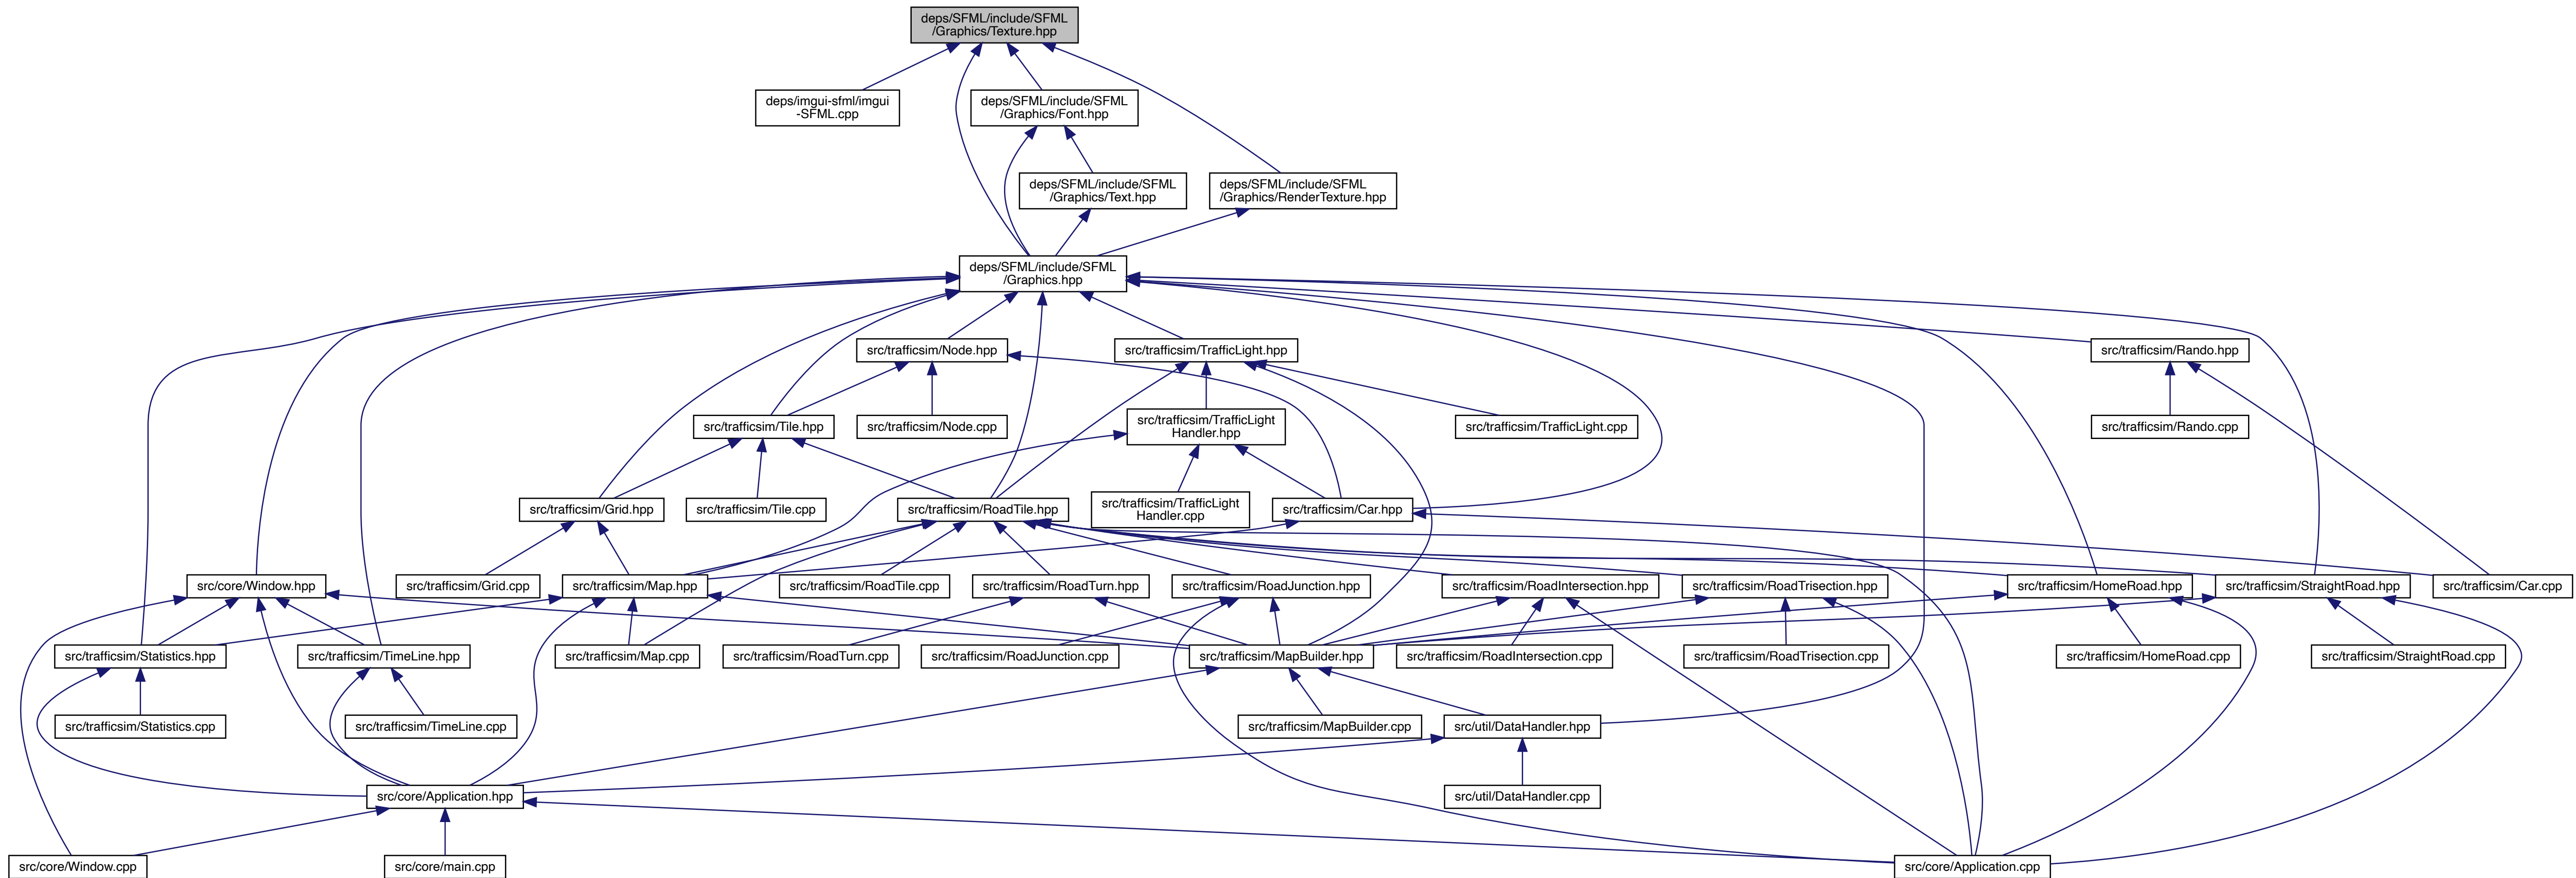 deps/SFML/include/SFML
/Graphics/Texture.hpp
deps/imgui-sfml/imgui
-SFML.cpp
deps/SFML/include/SFML
/Graphics/Font.hpp
deps/SFML/include/SFML
/Graphics/Text.hpp
deps/SFML/include/SFML
/Graphics/RenderTexture.hpp
deps/SFML/include/SFML
/Graphics.hpp
src/trafficsim/Node.hpp
src/trafficsim/TrafficLight.hpp
src/trafficsim/Rando.hpp
src/trafficsim/Tile.hpp
src/trafficsim/Node.cpp
src/trafficsim/TrafficLight
Handler.hpp
src/trafficsim/TrafficLight.cpp
src/trafficsim/Rando.cpp
src/trafficsim/Grid.hpp
src/trafficsim/Tile.cpp
src/trafficsim/RoadTile.hpp
src/trafficsim/TrafficLight
Handler.cpp
src/trafficsim/Car.hpp
src/core/Window.hpp
src/trafficsim/Grid.cpp
src/trafficsim/Map.hpp
src/trafficsim/RoadTile.cpp
src/trafficsim/RoadTurn.hpp
src/trafficsim/RoadJunction.hpp
src/trafficsim/RoadIntersection.hpp
src/trafficsim/RoadTrisection.hpp
src/trafficsim/HomeRoad.hpp
src/trafficsim/StraightRoad.hpp
src/trafficsim/Car.cpp
src/trafficsim/Statistics.hpp
src/trafficsim/TimeLine.hpp
src/trafficsim/Map.cpp
src/trafficsim/RoadTurn.cpp
src/trafficsim/RoadJunction.cpp
src/trafficsim/MapBuilder.hpp
src/trafficsim/RoadIntersection.cpp
src/trafficsim/RoadTrisection.cpp
src/trafficsim/HomeRoad.cpp
src/trafficsim/StraightRoad.cpp
src/trafficsim/Statistics.cpp
src/trafficsim/TimeLine.cpp
src/trafficsim/MapBuilder.cpp
src/util/DataHandler.hpp
src/core/Application.hpp
src/util/DataHandler.cpp
src/core/Window.cpp
src/core/main.cpp
src/core/Application.cpp